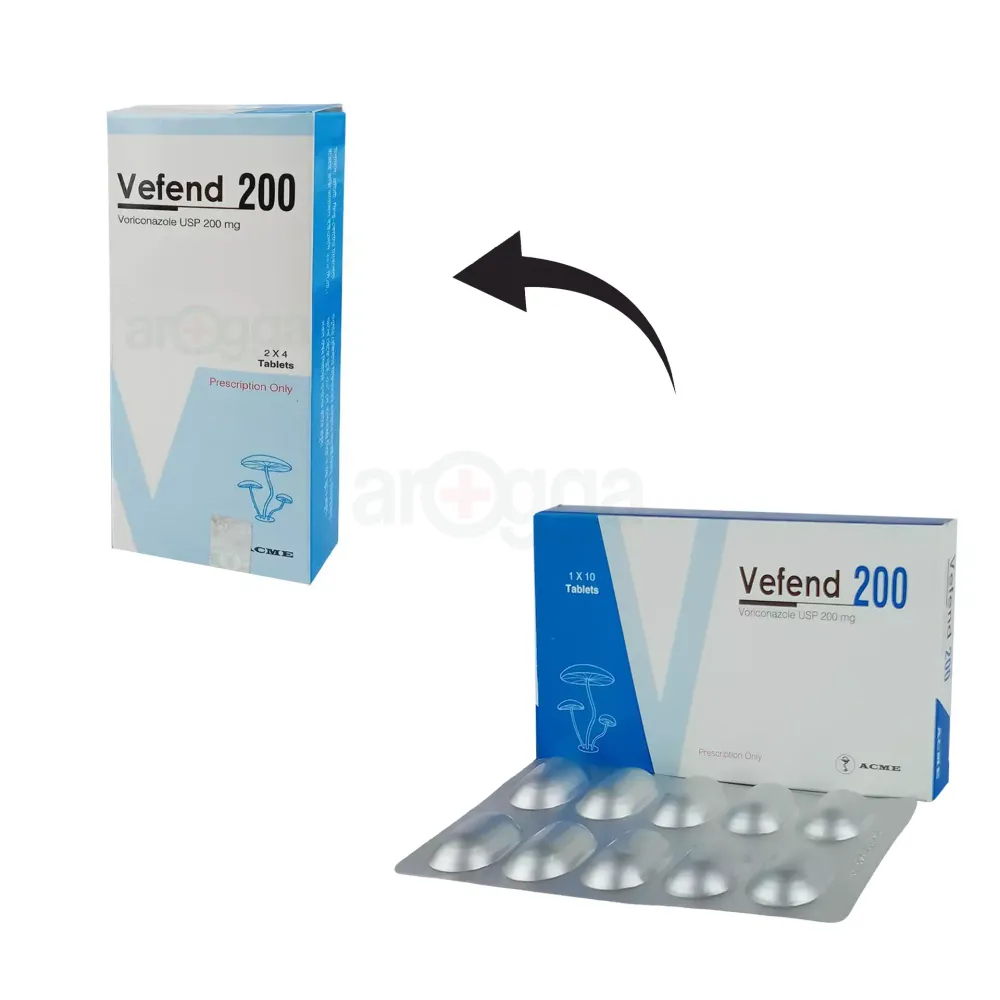 Vefend 200
Voriconazole USP 200 mg
2 X 4
Tablets
Prescription Only
ACME
arogga
arogga
1 X 10
Tablets
Vefend 200
Voriconazole USP 200 mg
Prescription Only
ACME
Vefend 200
ACME